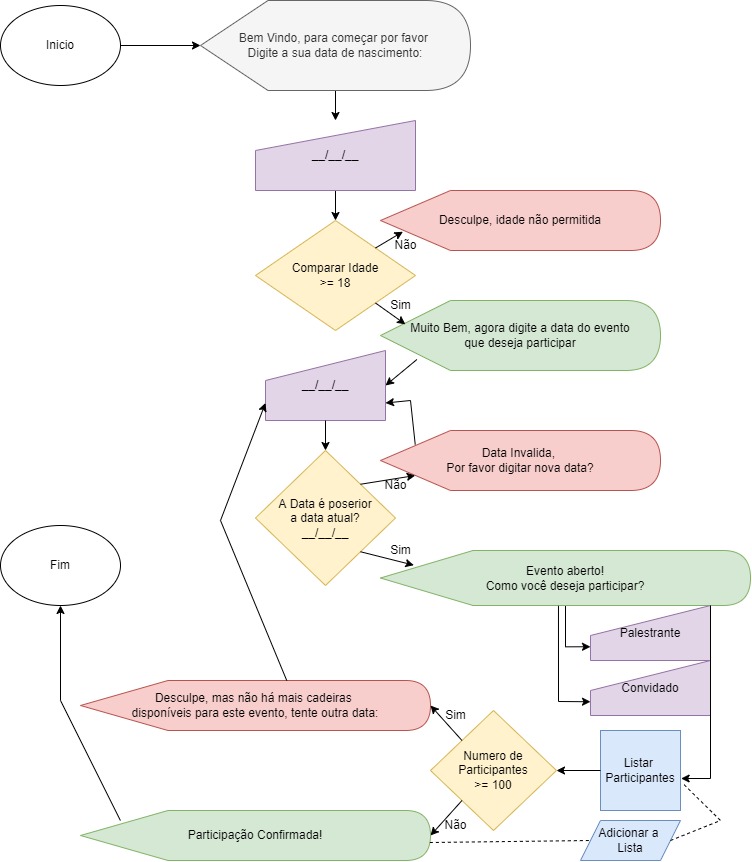 Inicio
Bem Vindo, para começar por favor
Digite a sua data de nascimento:
__/__/__
Desculpe, idade não permitida
Comparar Idade
>= 18
Não
Sim
Muito Bem, agora digite a data do evento
que deseja participar
__/__/__
Data Invalida,
Por favor digitar nova data?
Não
A Data é poserior
a data atual?
__/__/__
Sim
Fim
Evento aberto!
Como você deseja participar?
Palestrante
Convidado
Desculpe, mas não há mais cadeiras
disponíveis para este evento, tente outra data:
Sim
Numero de
Participantes
>= 100
Listar
Participantes
Não
Participação Confirmada!
Adicionar a
Lista